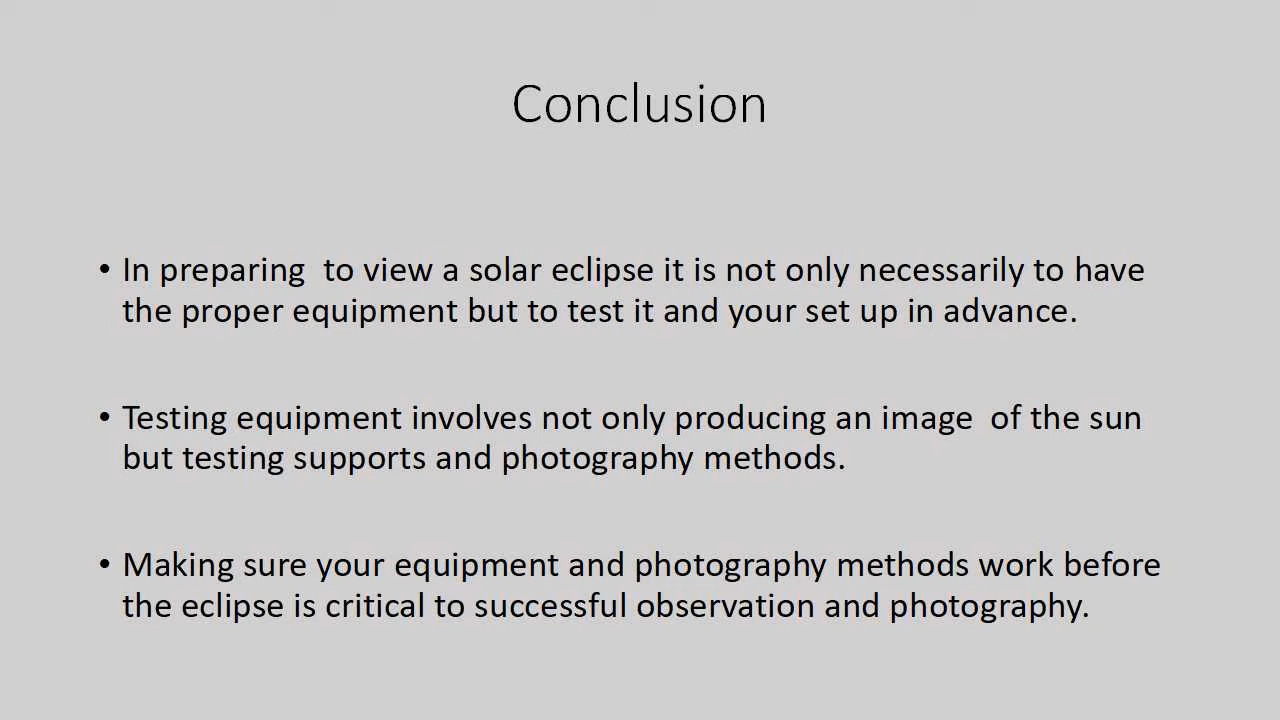 Conclusion
• In preparing  to view a solar eclipse it is not only necessarily to have
the proper equipment but to test it and your set up in advance.
• Testing equipment involves not only producing an image  of the sun
but testing supports and photography methods.
• Making sure your equipment and photography methods work before
the eclipse is critical to successful observation and photography.